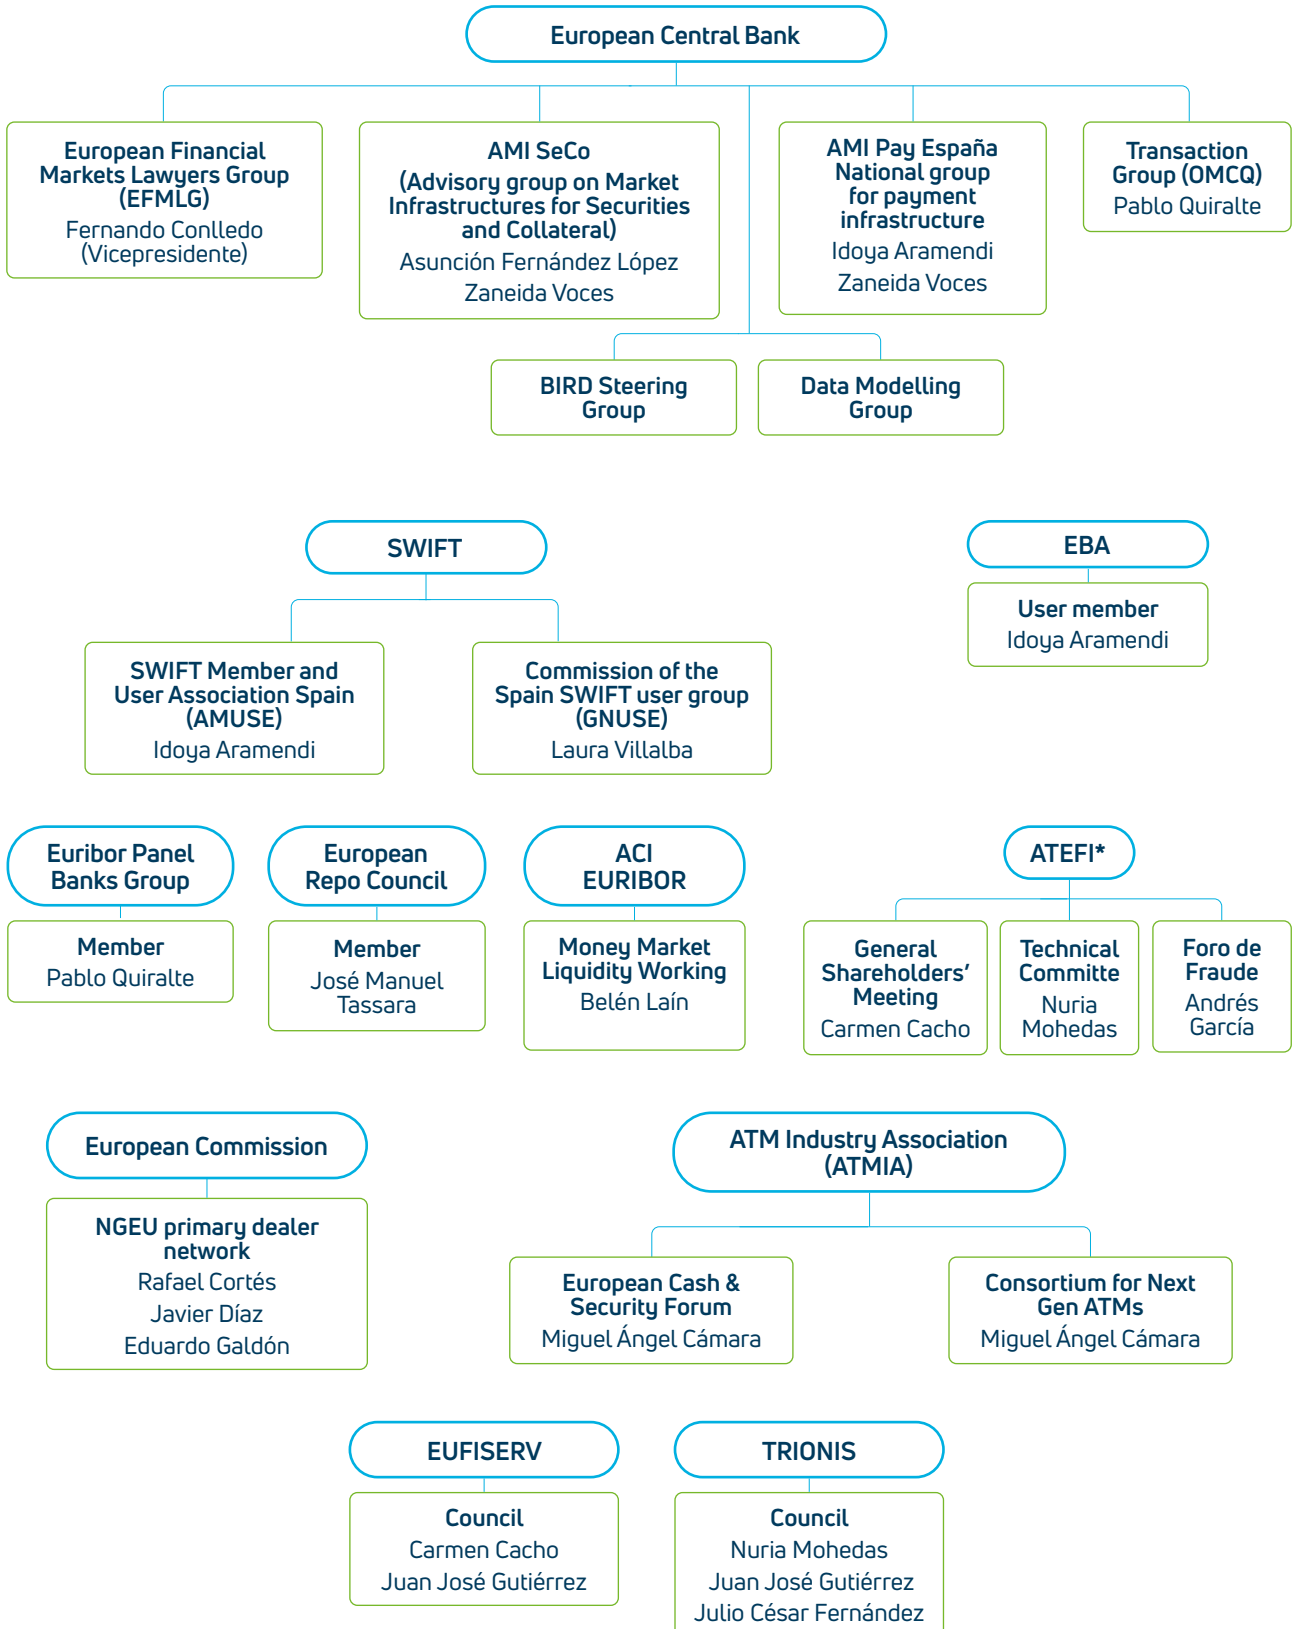 European Central Bank
European Financial
Markets Lawyers Group
(EFMLG)
Fernando Conlledo
(Vicepresidente)
AMI SeCo
(Advisory group on Market
Infrastructures for Securities
and Collateral)
Asunción Fernández López
Zaneida Voces
AMI Pay España
National group
for payment
infrastructure
Idoya Aramendi
Zaneida Voces
Transaction
Group (OMCQ)
Pablo Quiralte
BIRD Steering
Group
Data Modelling
Group
SWIFT
SWIFT Member and
User Association Spain
(AMUSE)
Idoya Aramendi
Commission of the
Spain SWIFT user group
(GNUSE)
Laura Villalba
EBA
User member
Idoya Aramendi
Euribor Panel
Banks Group
Member
Pablo Quiralte
European
Repo Council
Member
José Manuel
Tassara
ACI
EURIBOR
Money Market
Liquidity Working
Belén Laín
ATEFI*
General
Shareholders’
Meeting
Carmen Cacho
Technical
Committe
Nuria
Mohedas
Foro de
Fraude
Andrés
García
European Commission
NGEU primary dealer
network
Rafael Cortés
Javier Díaz
Eduardo Galdón
ATM Industry Association
(ATMIA)
European Cash &
Security Forum
Miguel Ángel Cámara
Consortium for Next
Gen ATMs
Miguel Ángel Cámara
EUFISERV
Council
Carmen Cacho
Juan José Gutiérrez
TRIONIS
Council
Nuria Mohedas
Juan José Gutiérrez
Julio César Fernández